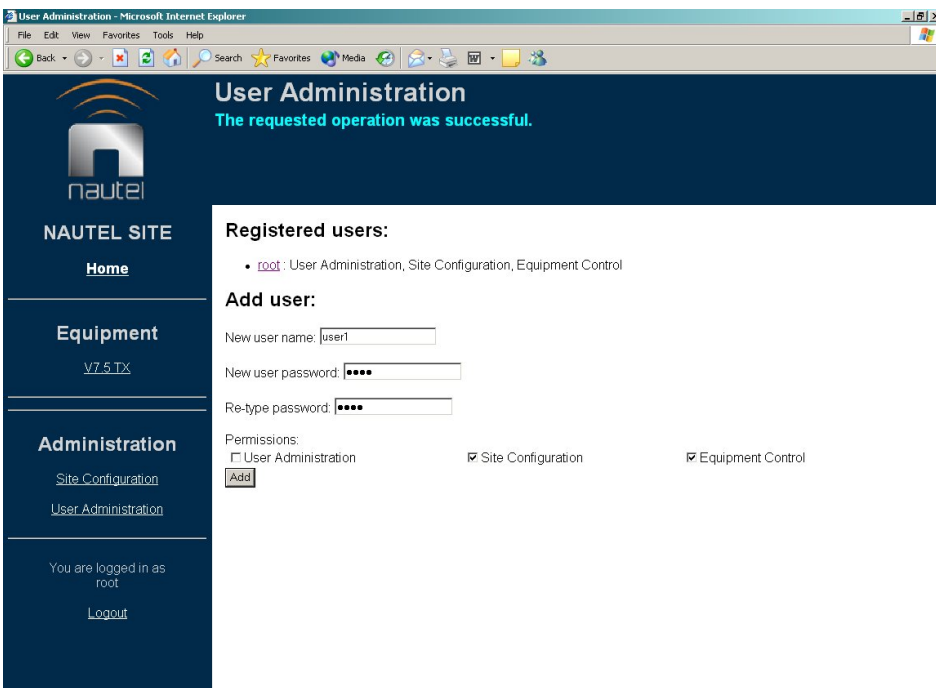 User Administration - Microsoft Internet Explorer
File Edit View Favorites Tools Help
Back Search Favorites Media
User Administration
The requested operation was successful.
nautel
NAUTEL SITE
Home
Equipment
V7.5 TX
Administration
Site Configuration
User Administration
You are logged in as
root
Logout
Registered users:
• root : User Administration, Site Configuration, Equipment Control
Add user:
New user name: user1
New user password: ••••
Re-type password: ••••
Permissions:
User Administration Site Configuration Equipment Control
Add